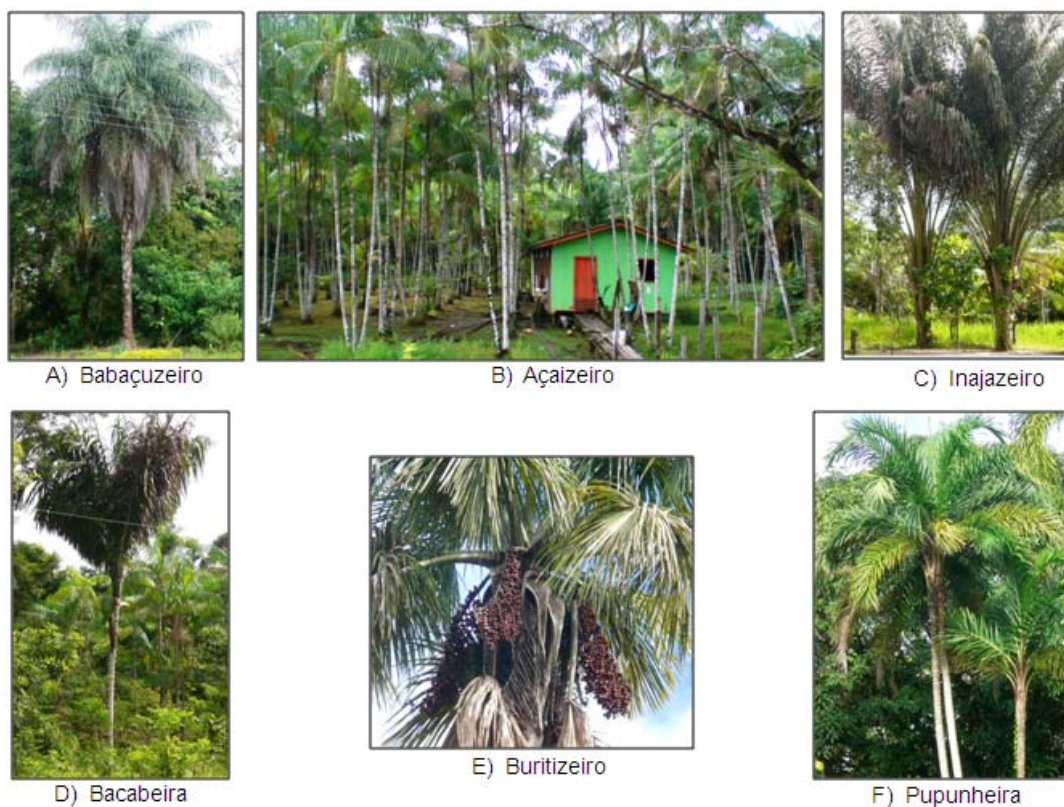 A) Babaçuzeiro
B) Açaizeiro
C) Inajazeiro
D) Bacabeira
E) Buritizeiro
F) Pupunheira